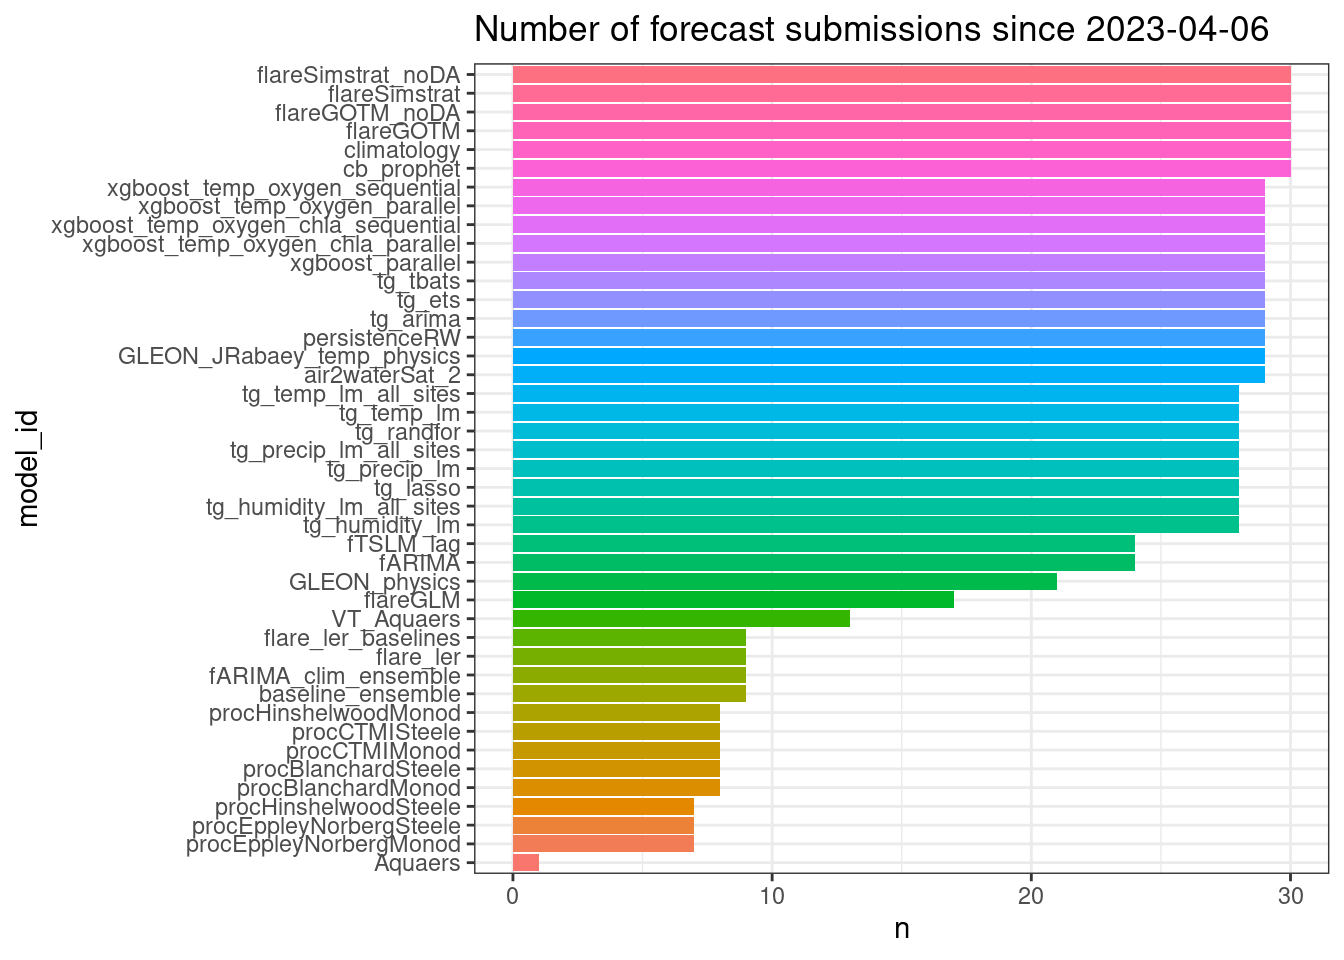 Number of forecast submissions since 2023-04-06
flareSimstrat_noDA
flareSimstrat
flareGOTM_noDA
flareGOTM
climatology
cb_prophet
xgboost_temp_oxygen_sequential
xgboost_temp_oxygen_parallel
xgboost_temp_oxygen_chla_sequential
xgboost_temp_oxygen_chla_parallel
xgboost_parallel
tg_tbats
tg_ets
tg_arima
persistenceRW
GLEON_JRabaey_temp_physics
air2waterSat_2
tg_temp_lm_all_sites
tg_temp_lm
tg_randfor
tg_precip_lm_all_sites
tg_precip_lm
tg_lasso
tg_humidity_lm_all_sites
tg_humidity_lm
fTSLM_lag
fARIMA
GLEON_physics
flareGLM
VT_Aquaers
flare_ler_baselines
flare_ler
fARIMA_clim_ensemble
baseline_ensemble
procHinshelwoodMonod
procCTMISteele
procCTMIMonod
procBlanchardSteele
procBlanchardMonod
procHinshelwoodSteele
procEppleyNorbergSteele
procEppleyNorbergMonod
Aquaers
model_id
0 10 20 30
n